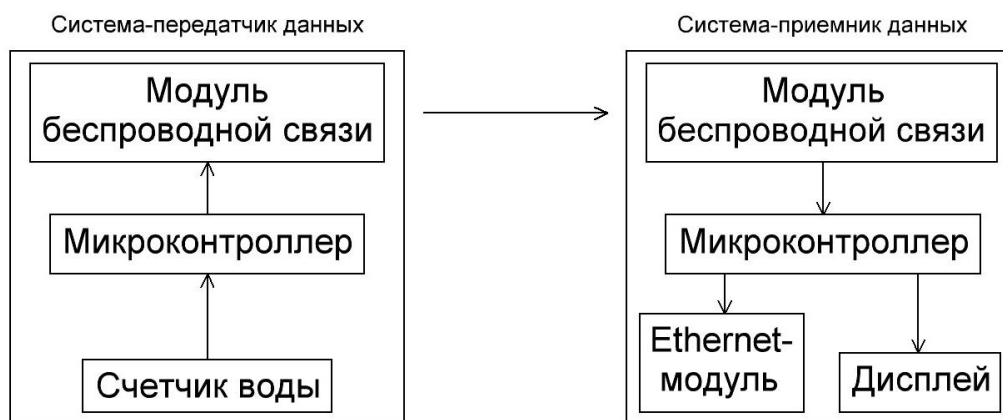 Система-передатчик данных
Модуль
беспроводной связи
Микроконтроллер
Счетчик воды
Система-приемник данных
Модуль
беспроводной связи
Микроконтроллер
Ethernet-
модуль
Дисплей